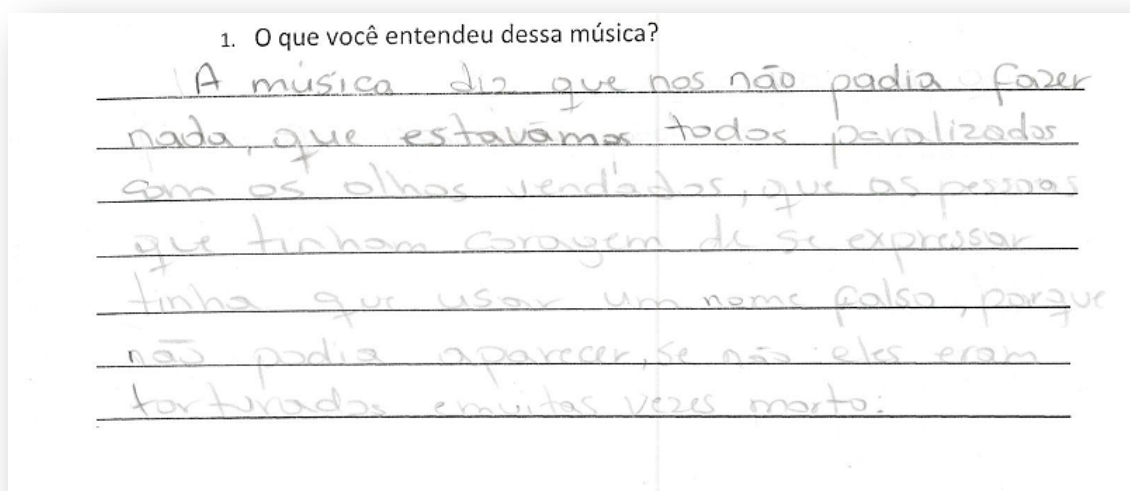 1. O que você entendeu dessa música?
A música diz que nos não podia fazer
nada, que estavamos todos paralizados
com os olhos vendados, que as pessoas
que tinham coragem de se expressar
tinha que usar um nome falso, porque
não podia aparecer, se não eles eram
torturados e muitas vezes morto.